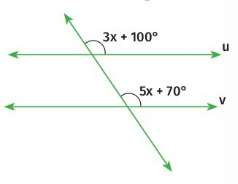 3x + 100°
u
5x + 70°
v